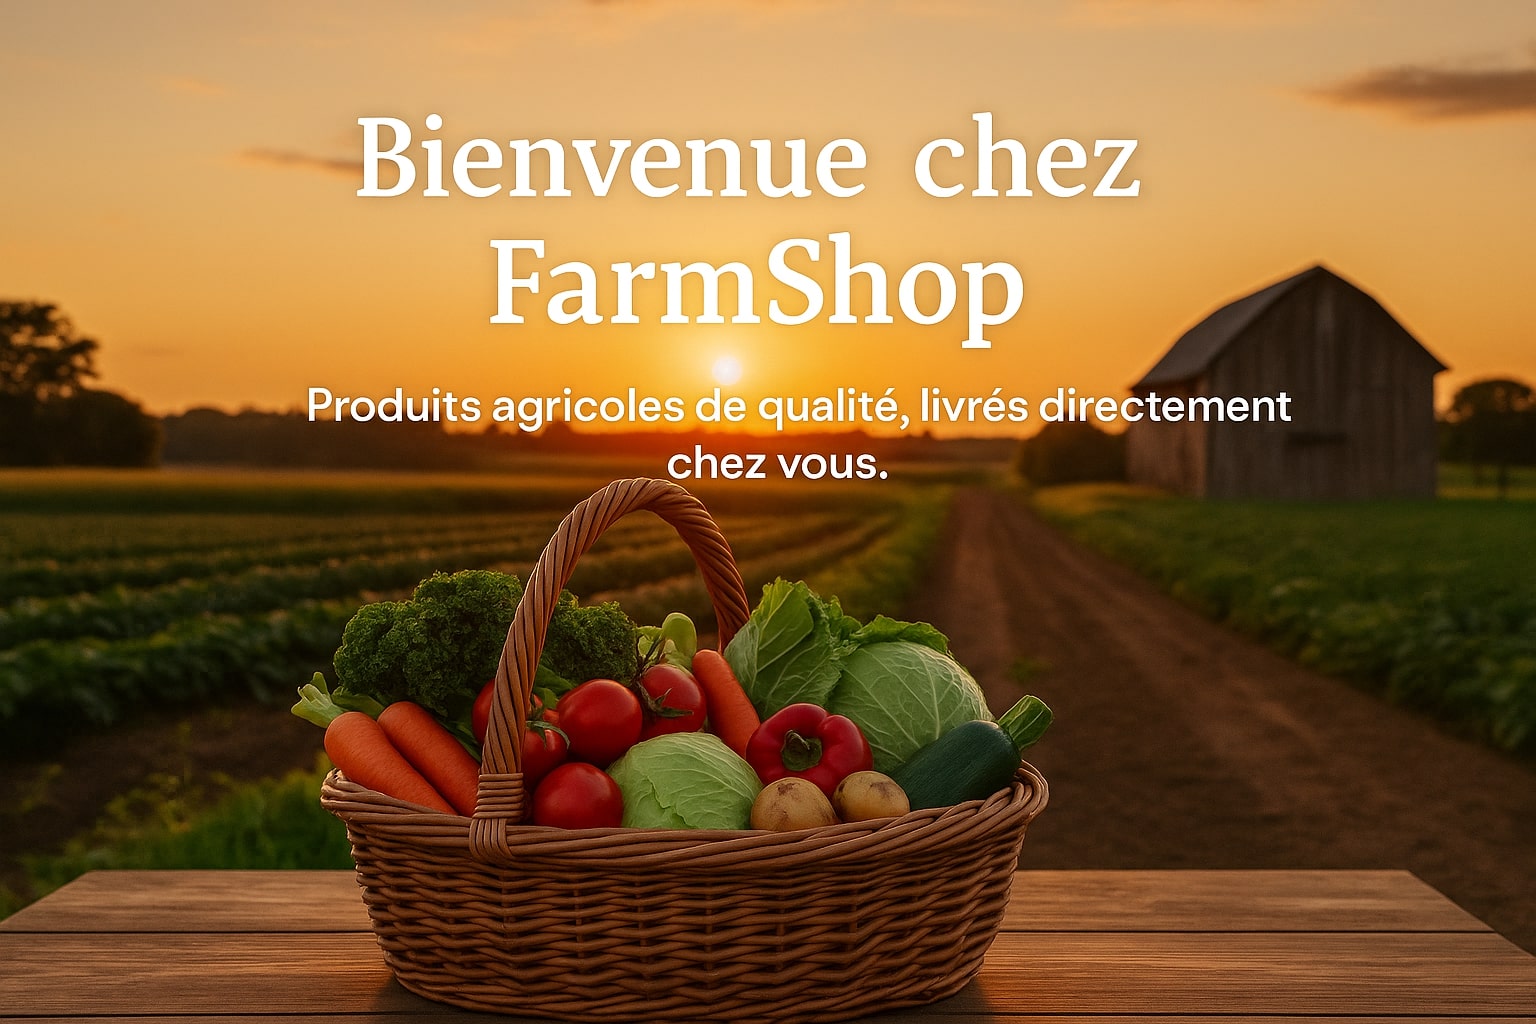 Bienvenue chez
FarmShop
Produits agricoles de qualité, livrés directement
chez vous.